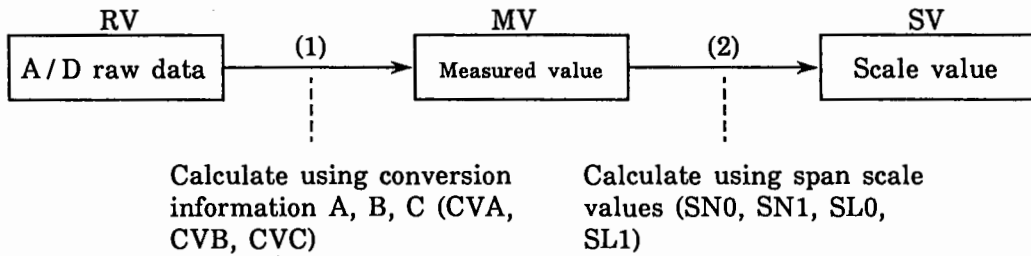 RV
MV
SV
A/D raw data
(1)
Measured value
(2)
Scale value
Calculate using conversion
information A, B, C (CVA,
CVB, CVC)
Calculate using span scale
values (SN0, SN1, SL0,
SL1)